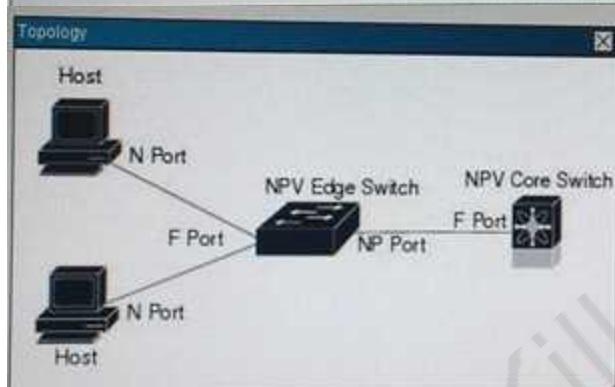 Topology
Host
N Port
NPV Edge Switch
NPV Core Switch
F Port
F Port
NP Port
N Port
Host